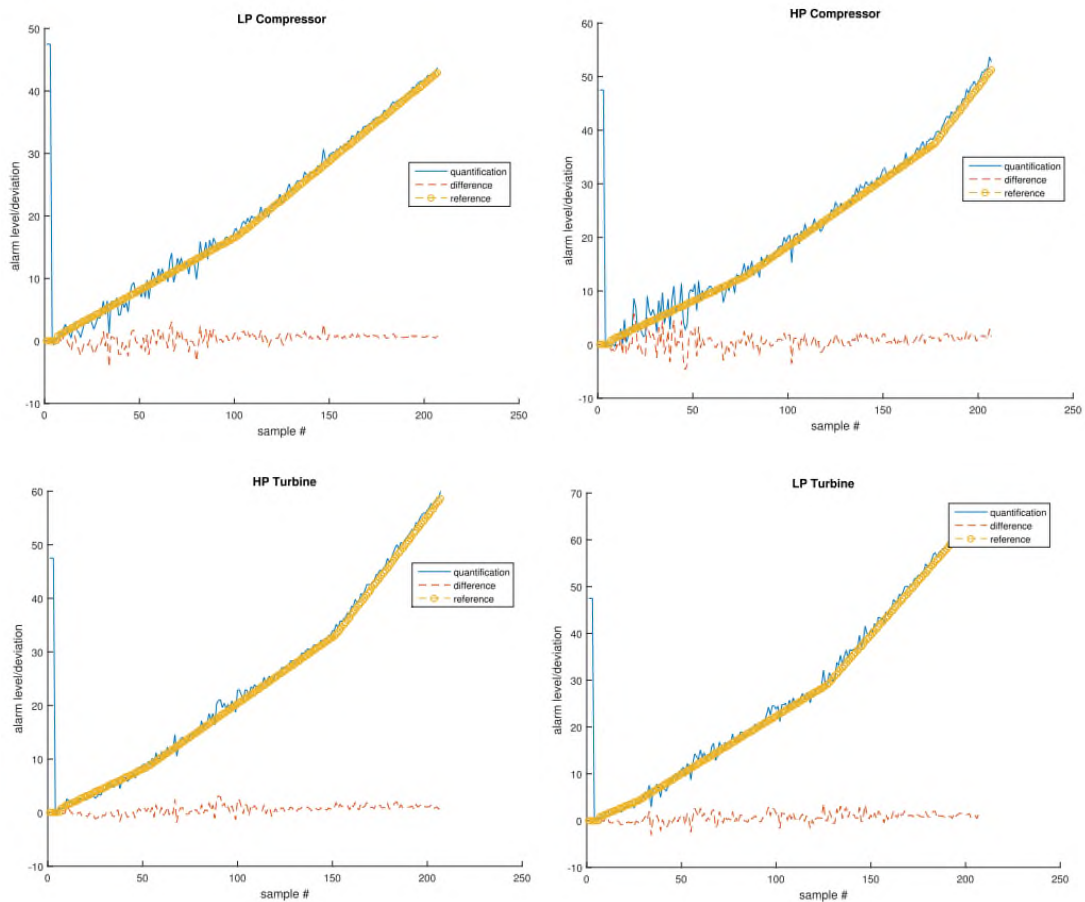 LP Compressor
50
40
30
20
10
0
-10
alarm level/deviation
quantification
difference
reference
0 50 100 150 200 250
sample #
HP Compressor
60
50
40
30
20
10
0
-10
alarm level/deviation
quantification
difference
reference
0 50 100 150 200 250
sample #
HP Turbine
60
50
40
30
20
10
0
-10
alarm level/deviation
quantification
difference
reference
0 50 100 150 200 250
sample #
LP Turbine
70
60
50
40
30
20
10
0
-10
alarm level/deviation
quantification
difference
reference
0 50 100 150 200 250
sample #